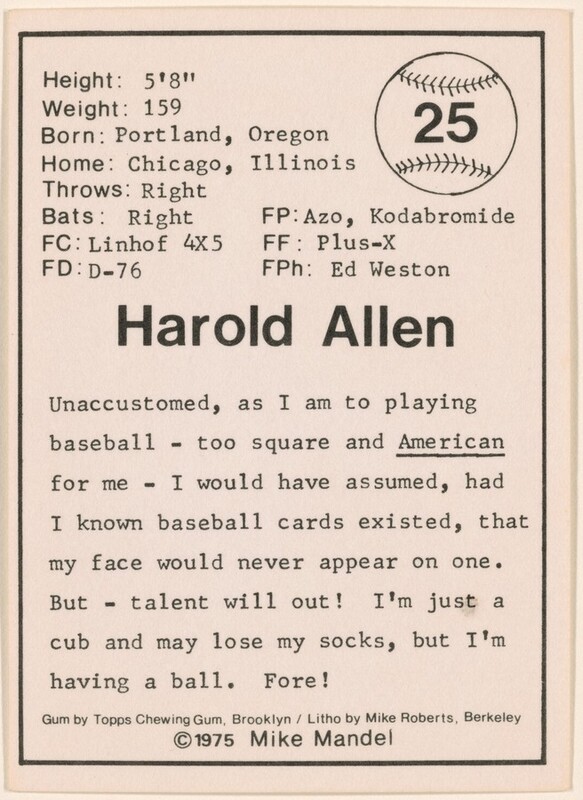 Height: 5'8"
Weight: 159
25
Born: Portland, Oregon
Home: Chicago, Illinois
Throws: Right
Bats: Right FP: Azo, Kodabromide
FC: Linhof 4X5 FF: Plus-X
FD: D-76 FPh: Ed Weston
Harold Allen
Unaccustomed, as I am to playing
baseball - too square and American
for me - I would have assumed, had
I known baseball cards existed, that
my face would never appear on one.
But - talent will out! I'm just a
cub and may lose my socks, but I'm
having a ball. Fore!
Gum by Topps Chewing Gum, Brooklyn / Litho by Mike Roberts, Berkeley
©1975 Mike Mandel